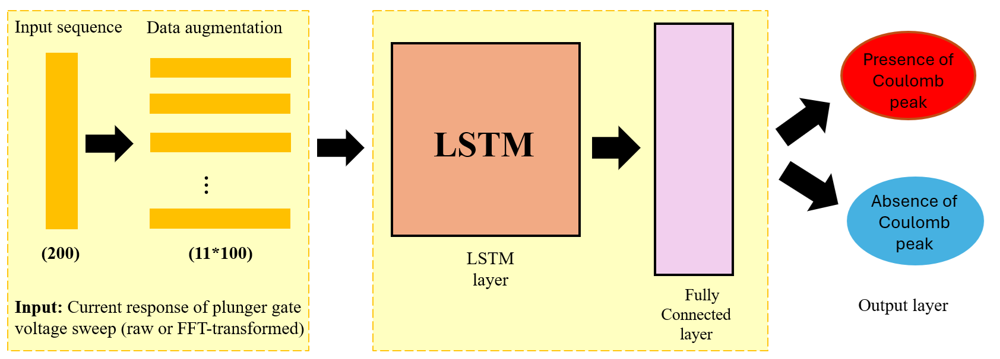 Input sequence
Data augmentation
(200)
(11*100)
Input: Current response of plunger gate
voltage sweep (raw or FFT-transformed)
LSTM
LSTM
layer
Fully
Connected
layer
Presence of
Coulomb
peak
Absence of
Coulomb
peak
Output layer